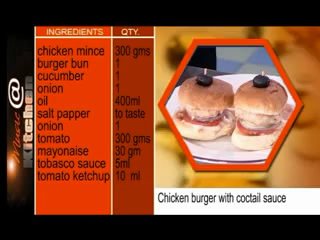 INGREDIENTS QTY.
chicken mince 300 gms
burger bun 1
cucumber 1
onion 1
oil 400ml
salt papper to taste
onion 1
tomato 300 gms
mayonaise 30 gm
tobasco sauce 5ml
tomato ketchup 10 ml
Chicken burger with coctail sauce
Music @ Kitchen